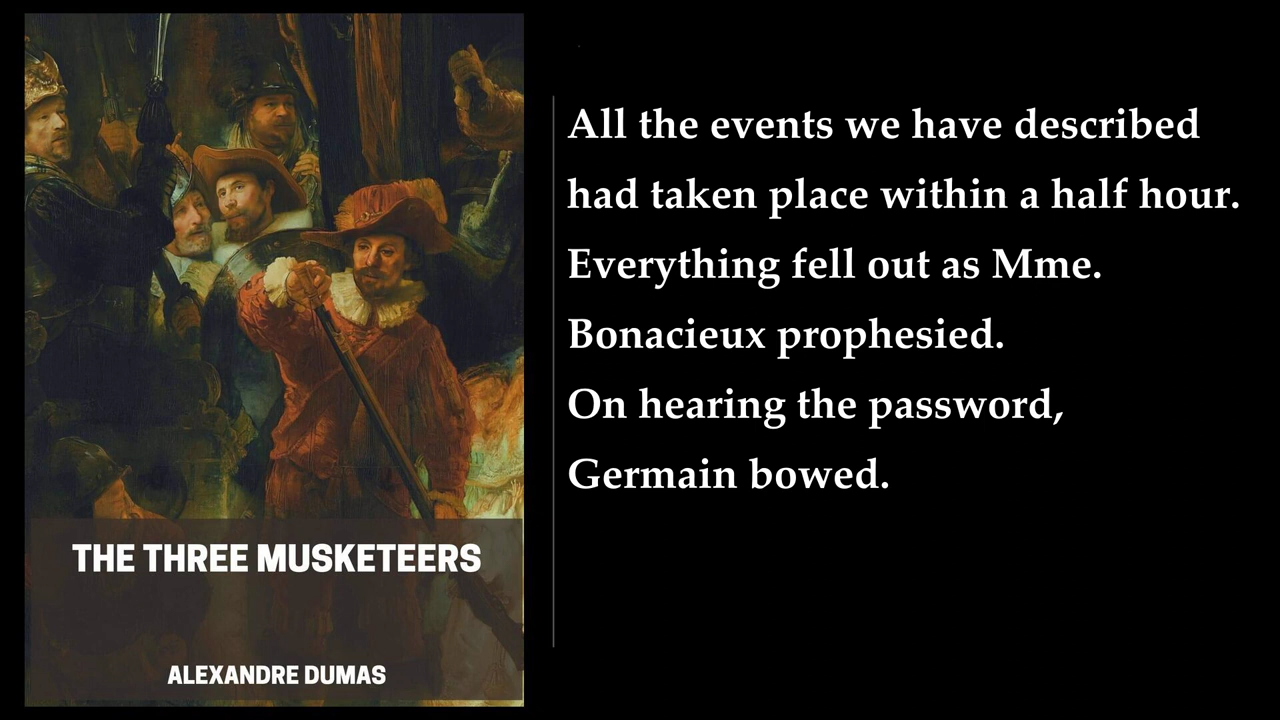 THE THREE MUSKETEERS
ALEXANDRE DUMAS
All the events we have described
had taken place within a half hour.
Everything fell out as Mme.
Bonacieux prophesied.
On hearing the password,
Germain bowed.